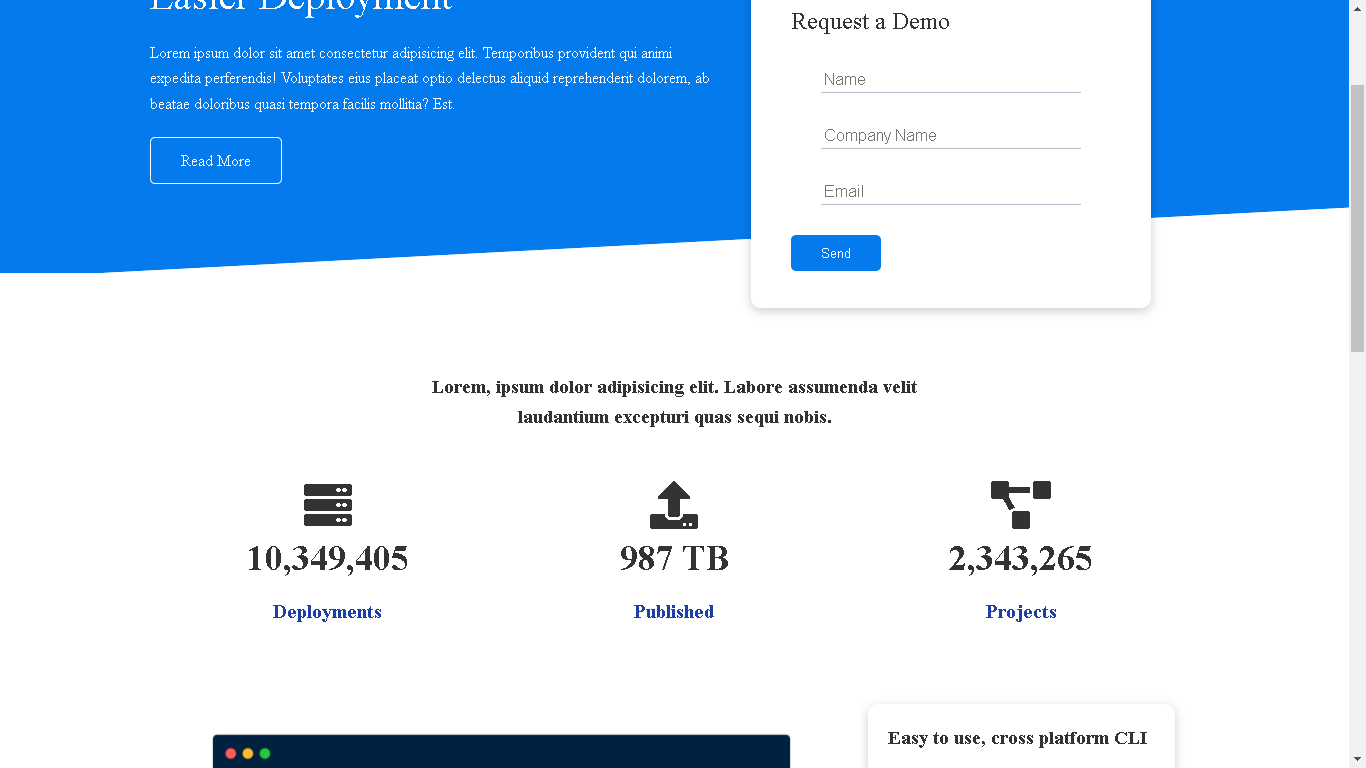 Easier Deployment
Lorem ipsum dolor sit amet consectetur adipisicing elit. Temporibus provident qui animi
expedita perferendis! Voluptates eius placeat optio delectus aliquid reprehenderit dolorem, ab
beatae doloribus quasi tempora facilis mollitia? Est.
Read More
Request a Demo
Name
Company Name
Email
Send
Lorem, ipsum dolor adipisicing elit. Labore assumenda velit
laudantium excepturi quas sequi nobis.
10,349,405
Deployments
987 TB
Published
2,343,265
Projects
Easy to use, cross platform CLI